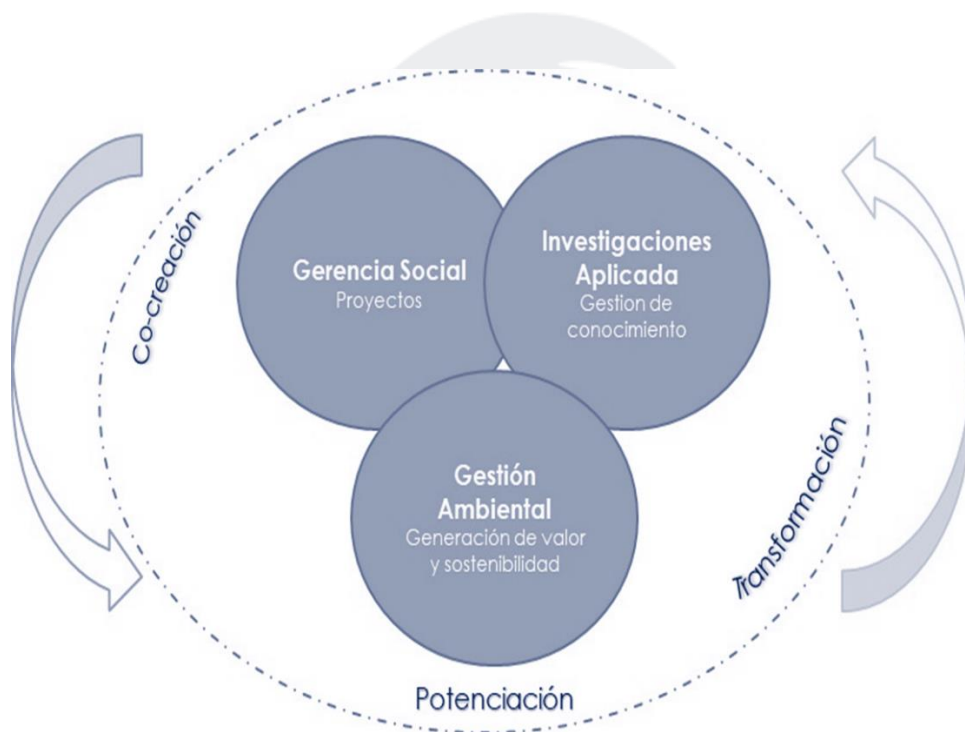 Co-creación
Gerencia Social
Proyectos
Investigaciones
Aplicada
Gestion de
conocimiento
Gestión
Ambiental
Generación de valor
y sostenibilidad
Transformación
Potenciación